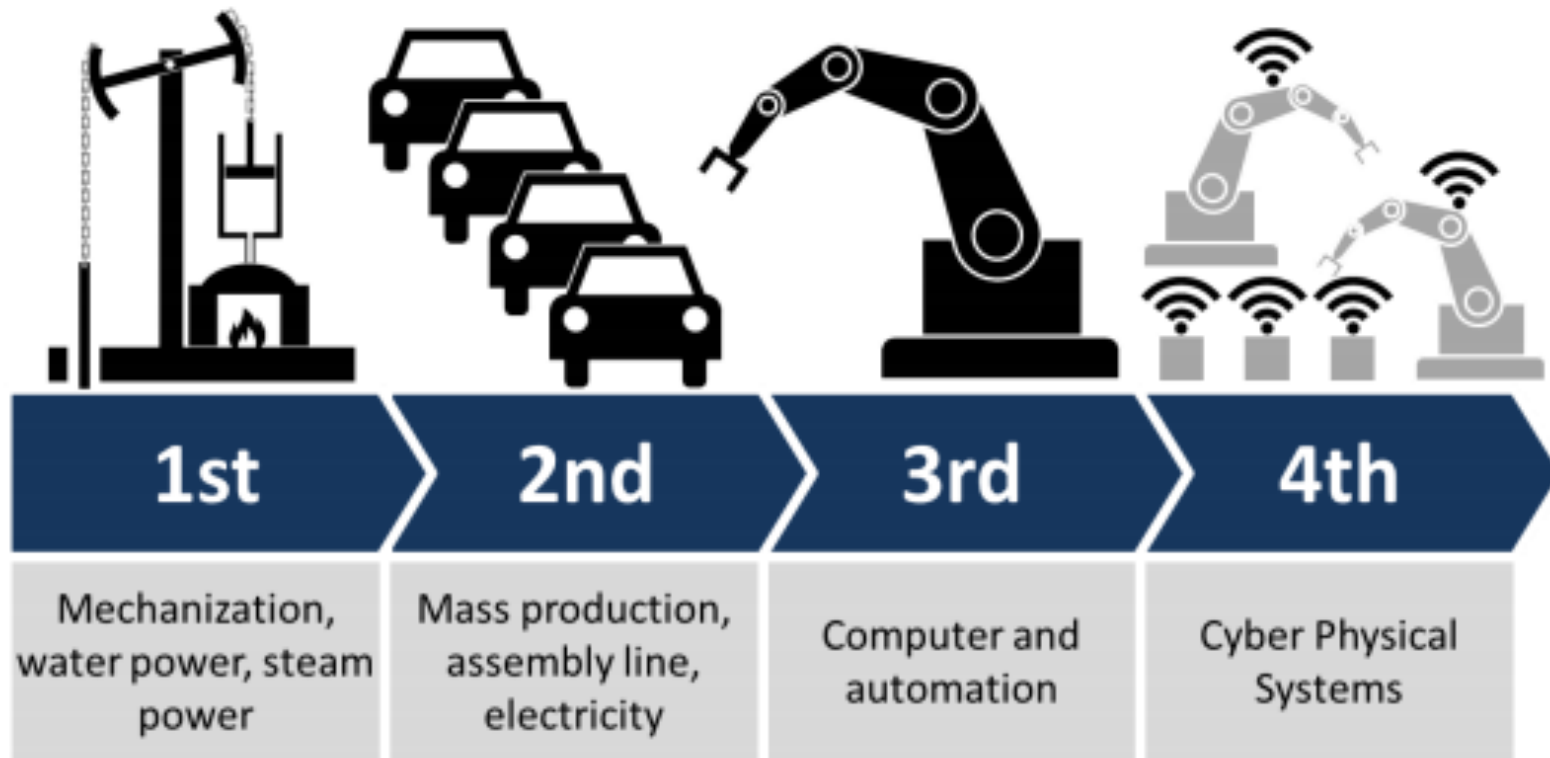 1st
2nd
3rd
4th
Mechanization,
water power, steam
power
Mass production,
assembly line,
electricity
Computer and
automation
Cyber Physical
Systems